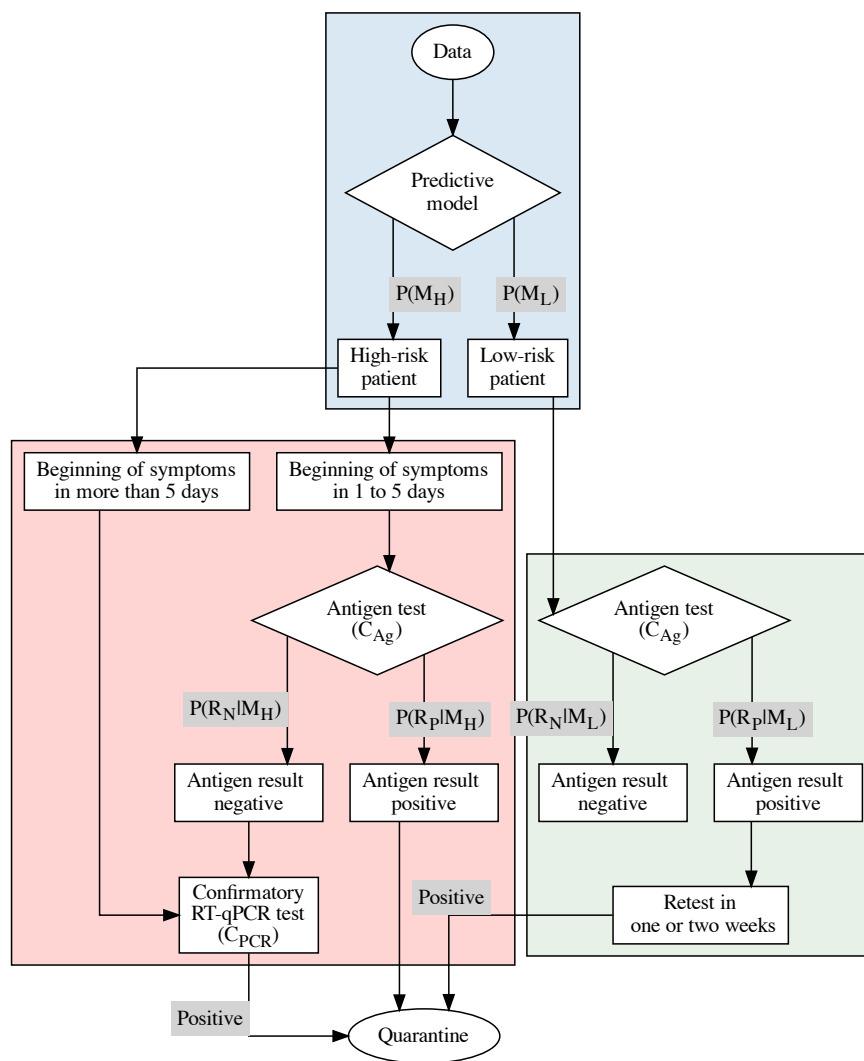 Data
Predictive
model
P(M_H)
P(M_L)
High-risk
patient
Low-risk
patient
Beginning of symptoms
in more than 5 days
Beginning of symptoms
in 1 to 5 days
Antigen test
(C_Ag)
Antigen test
(C_Ag)
P(R_N|M_H)
P(R_P|M_H)
P(R_N|M_L)
P(R_P|M_L)
Antigen result
negative
Antigen result
positive
Antigen result
negative
Antigen result
positive
Confirmatory
RT-qPCR test
(C_PCR)
Positive
Retest in
one or two weeks
Positive
Quarantine